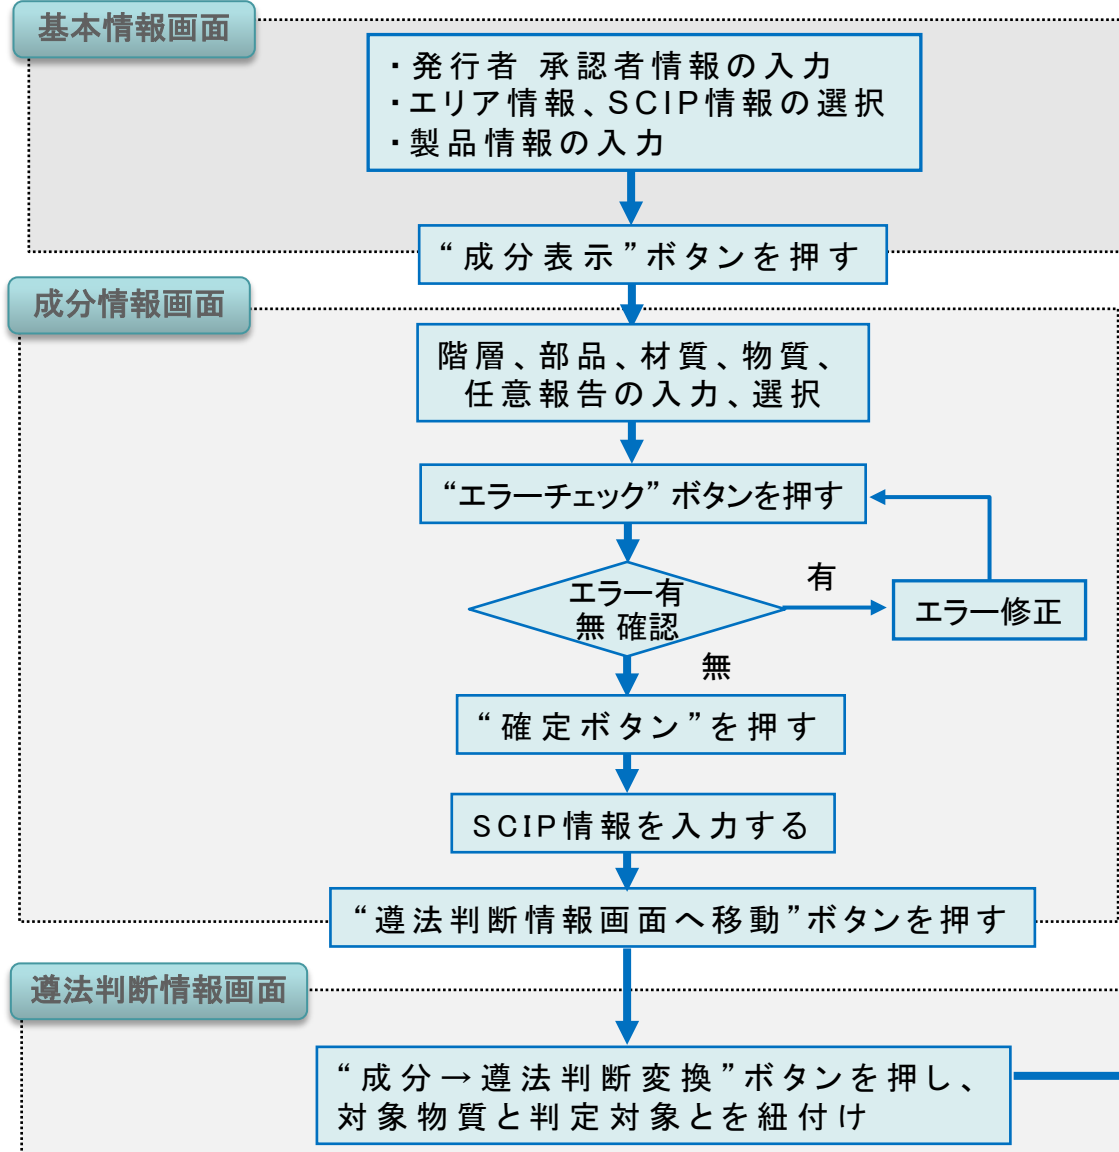 基本情報画面
・発行者 承認者情報の入力
・エリア情報、SCIP情報の選択
・製品情報の入力
“成分表示”ボタンを押す
成分情報画面
階層、部品、材質、物質、
任意報告の入力、選択
“エラーチェック” ボタンを押す
エラー有
無 確認
有
エラー修正
無
“確定ボタン”を押す
SCIP情報を入力する
“遵法判断情報画面へ移動”ボタンを押す
遵法判断情報画面
“成分→遵法判断変換”ボタンを押し、
対象物質と判定対象とを紐付け